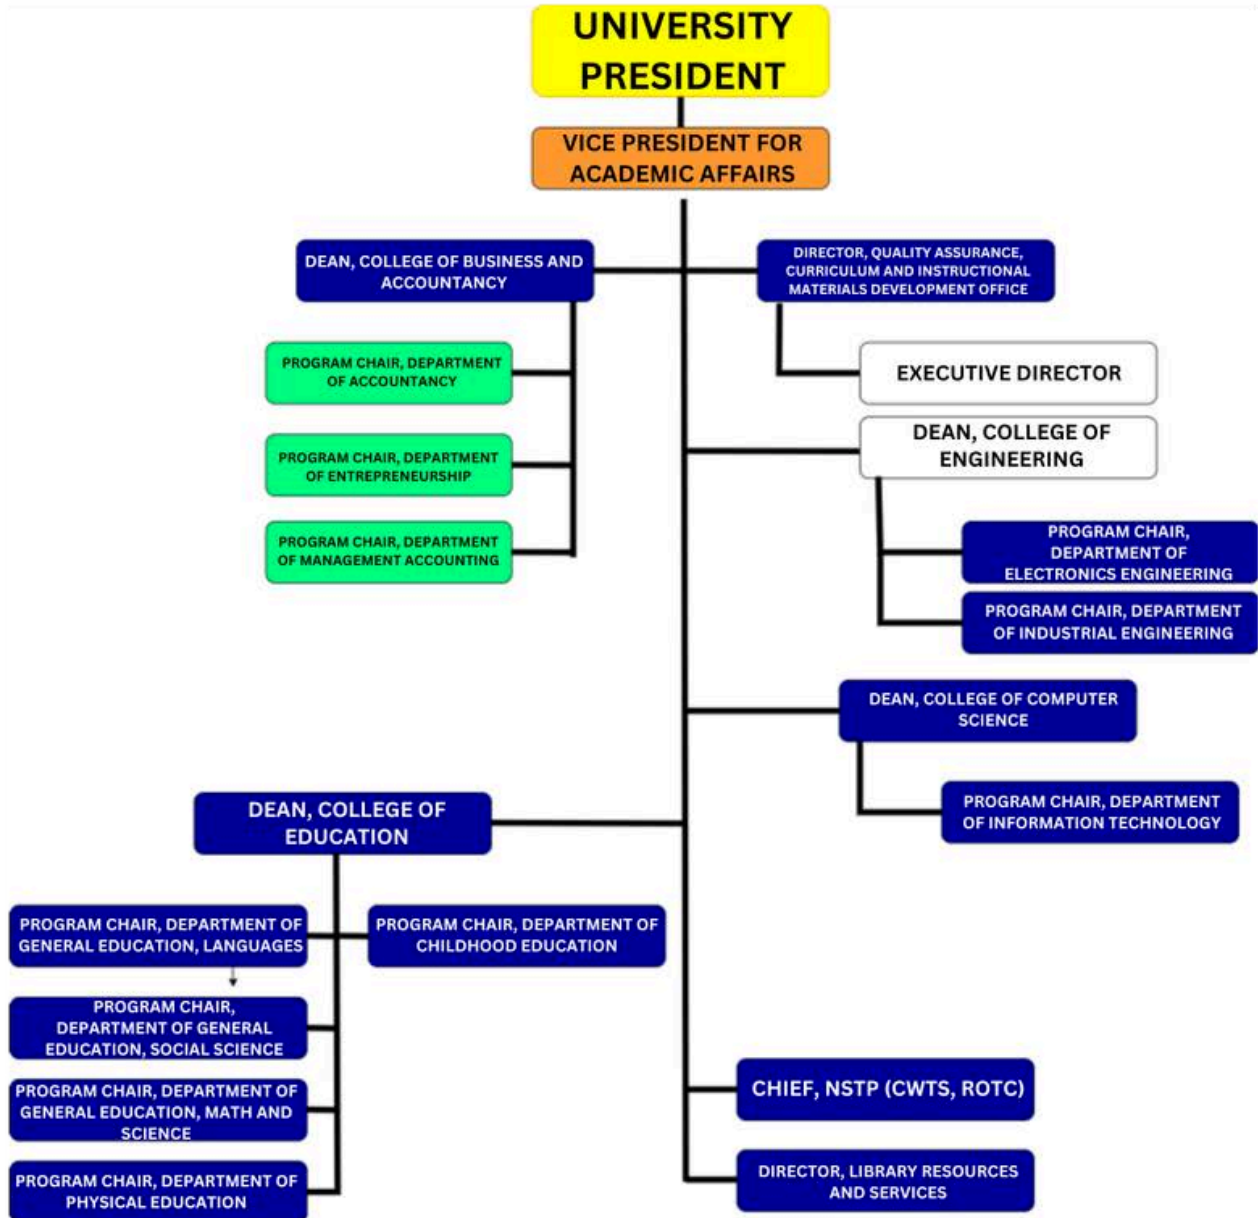 UNIVERSITY
PRESIDENT
VICE PRESIDENT FOR
ACADEMIC AFFAIRS
DEAN, COLLEGE OF BUSINESS AND
ACCOUNTANCY
DIRECTOR, QUALITY ASSURANCE,
CURRICULUM AND INSTRUCTIONAL
MATERIALS DEVELOPMENT OFFICE
PROGRAM CHAIR, DEPARTMENT
OF ACCOUNTANCY
EXECUTIVE DIRECTOR
PROGRAM CHAIR, DEPARTMENT
OF ENTREPRENEURSHIP
DEAN, COLLEGE OF
ENGINEERING
PROGRAM CHAIR, DEPARTMENT
OF MANAGEMENT ACCOUNTING
PROGRAM CHAIR,
DEPARTMENT OF
ELECTRONICS ENGINEERING
PROGRAM CHAIR, DEPARTMENT
OF INDUSTRIAL ENGINEERING
DEAN, COLLEGE OF COMPUTER
SCIENCE
PROGRAM CHAIR, DEPARTMENT
OF INFORMATION TECHNOLOGY
DEAN, COLLEGE OF
EDUCATION
PROGRAM CHAIR, DEPARTMENT OF
GENERAL EDUCATION, LANGUAGES
PROGRAM CHAIR, DEPARTMENT OF
CHILDHOOD EDUCATION
PROGRAM CHAIR,
DEPARTMENT OF GENERAL
EDUCATION, SOCIAL SCIENCE
PROGRAM CHAIR, DEPARTMENT OF
GENERAL EDUCATION, MATH AND
SCIENCE
PROGRAM CHAIR, DEPARTMENT OF
PHYSICAL EDUCATION
CHIEF, NSTP (CWTS, ROTC)
DIRECTOR, LIBRARY RESOURCES
AND SERVICES